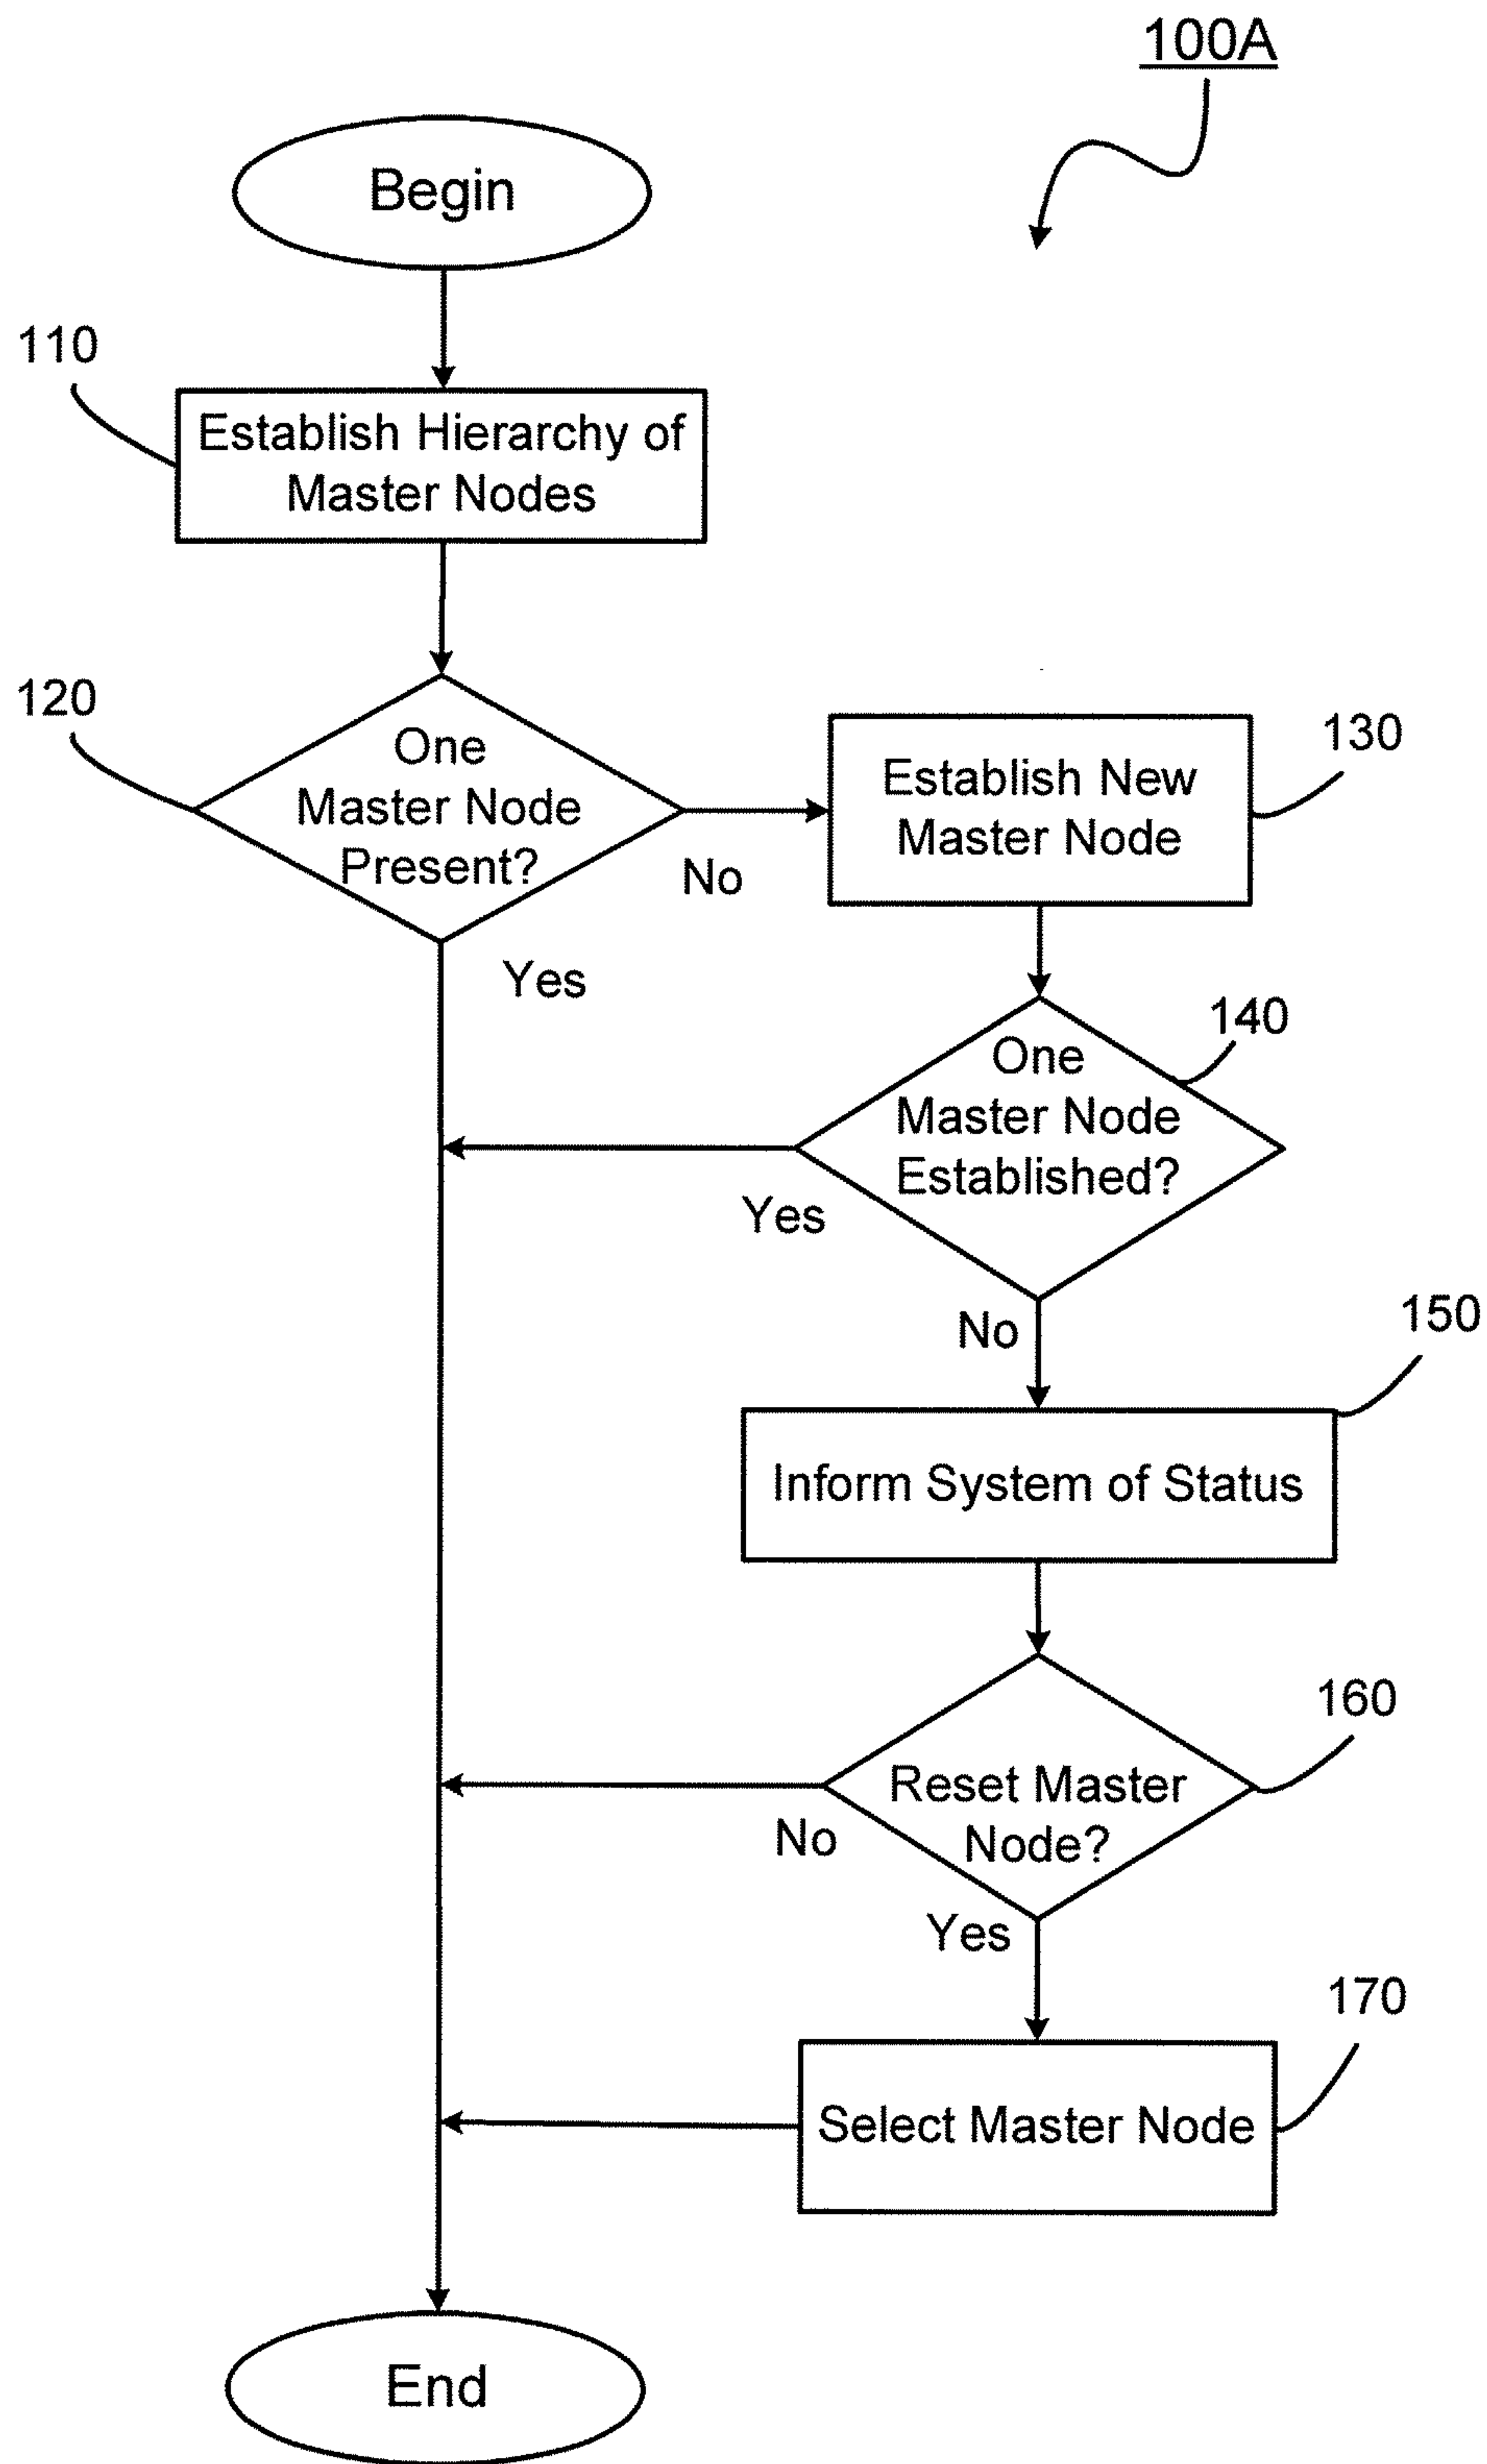 100A
Begin
110
Establish Hierarchy of
Master Nodes
120
One
Master Node
Present?
No
Yes
130
Establish New
Master Node
140
One
Master Node
Established?
Yes
No
150
Inform System of Status
160
Reset Master
Node?
No
Yes
170
Select Master Node
End